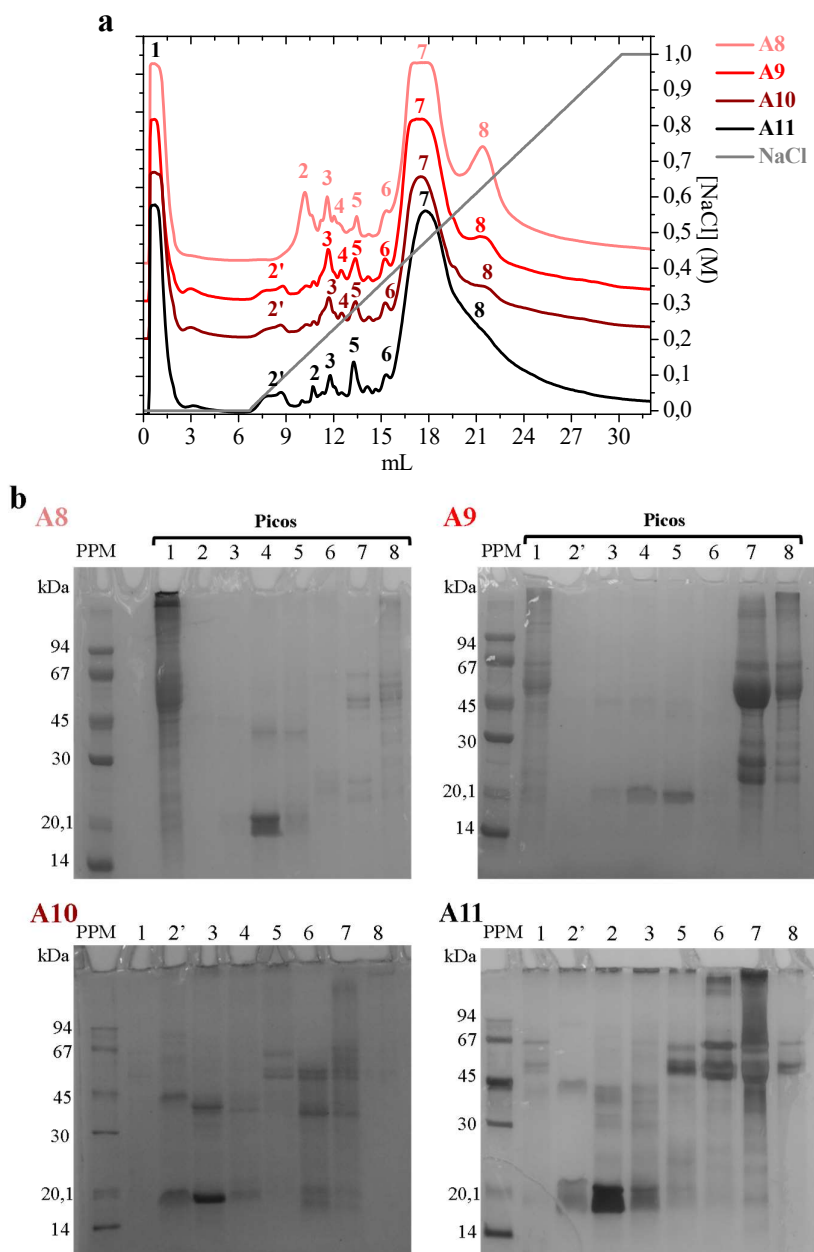 a
1
7
8
2
3
4
5
6
7
2'
3
4
5
6
8
7
2'
3
4
5
6
8
7
2'
2
3
5
6
8
A8
A9
A10
A11
NaCl
1,0
0,9
0,8
0,7
0,6
0,5
0,4
0,3
0,2
0,1
0,0
[NaCl] (M)
0 3 6 9 12 15 18 21 24 27 30
mL
b
A8
Picos
PPM 1 2 3 4 5 6 7 8
kDa
94
67
45
30
20,1
14
A9
Picos
PPM 1 2’ 3 4 5 6 7 8
kDa
94
67
45
30
20,1
14
A10
PPM 1 2’ 3 4 5 6 7 8
kDa
94
67
45
30
20,1
14
A11
PPM 1 2’ 2 3 5 6 7 8
kDa
94
67
45
30
20,1
14